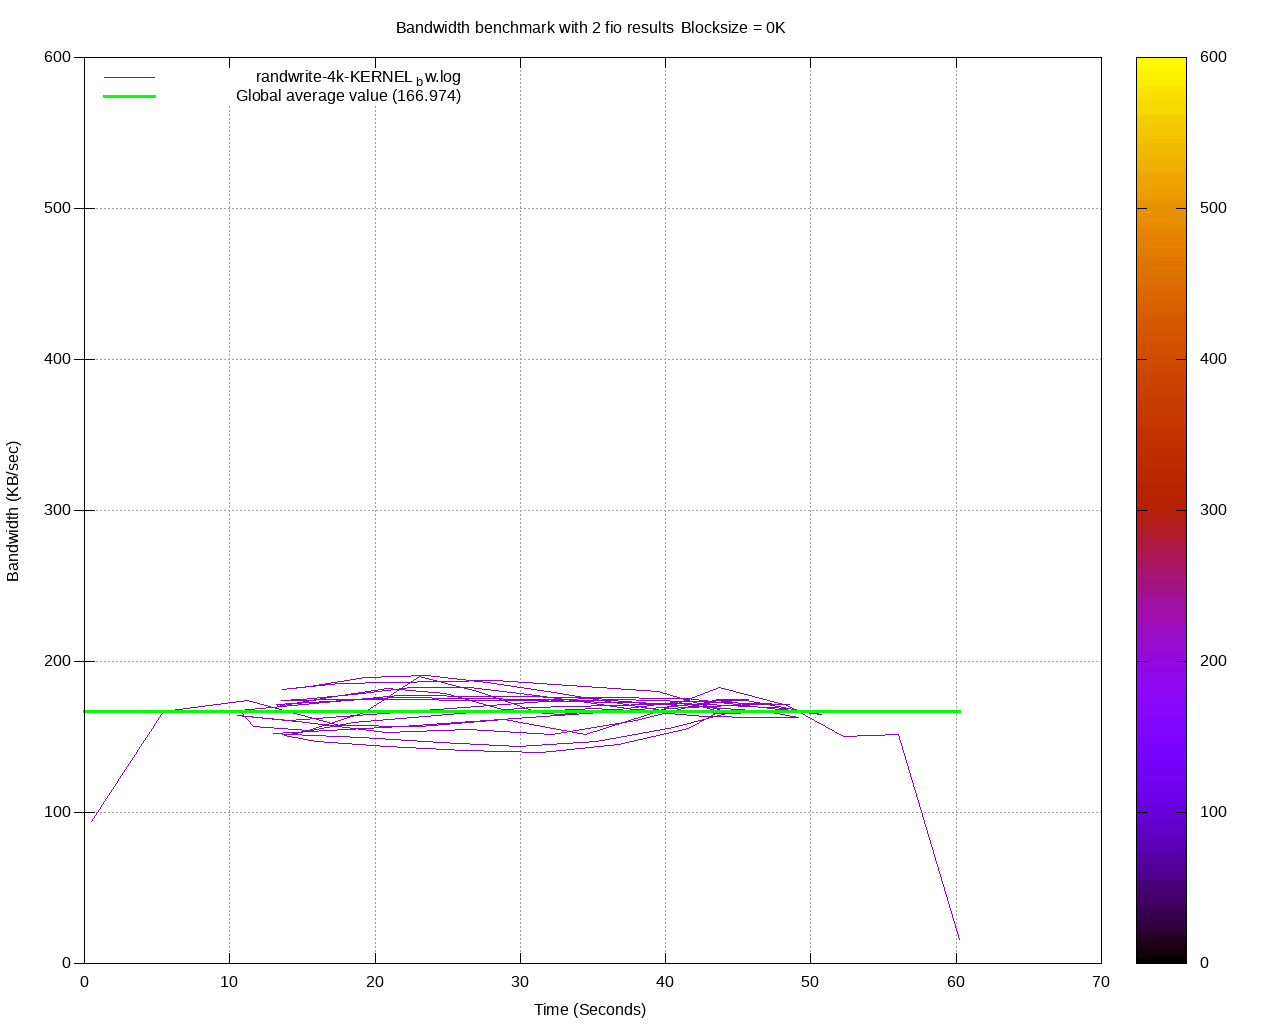 Bandwidth benchmark with 2 fio results Blocksize = 0K
randwrite-4k-KERNEL_bw.log
Global average value (166.974)
600
500
400
300
200
100
0
Bandwidth (KB/sec)
0 10 20 30 40 50 60 70
Time (Seconds)
600
500
400
300
200
100
0